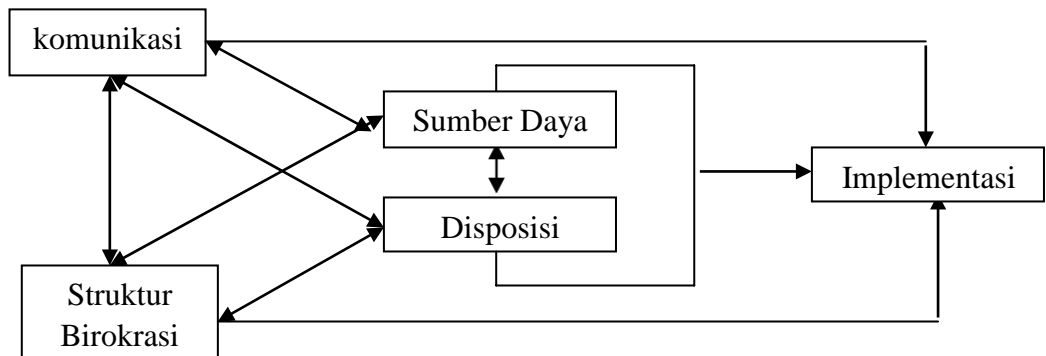 komunikasi
Sumber Daya
Implementasi
Disposisi
Struktur
Birokrasi